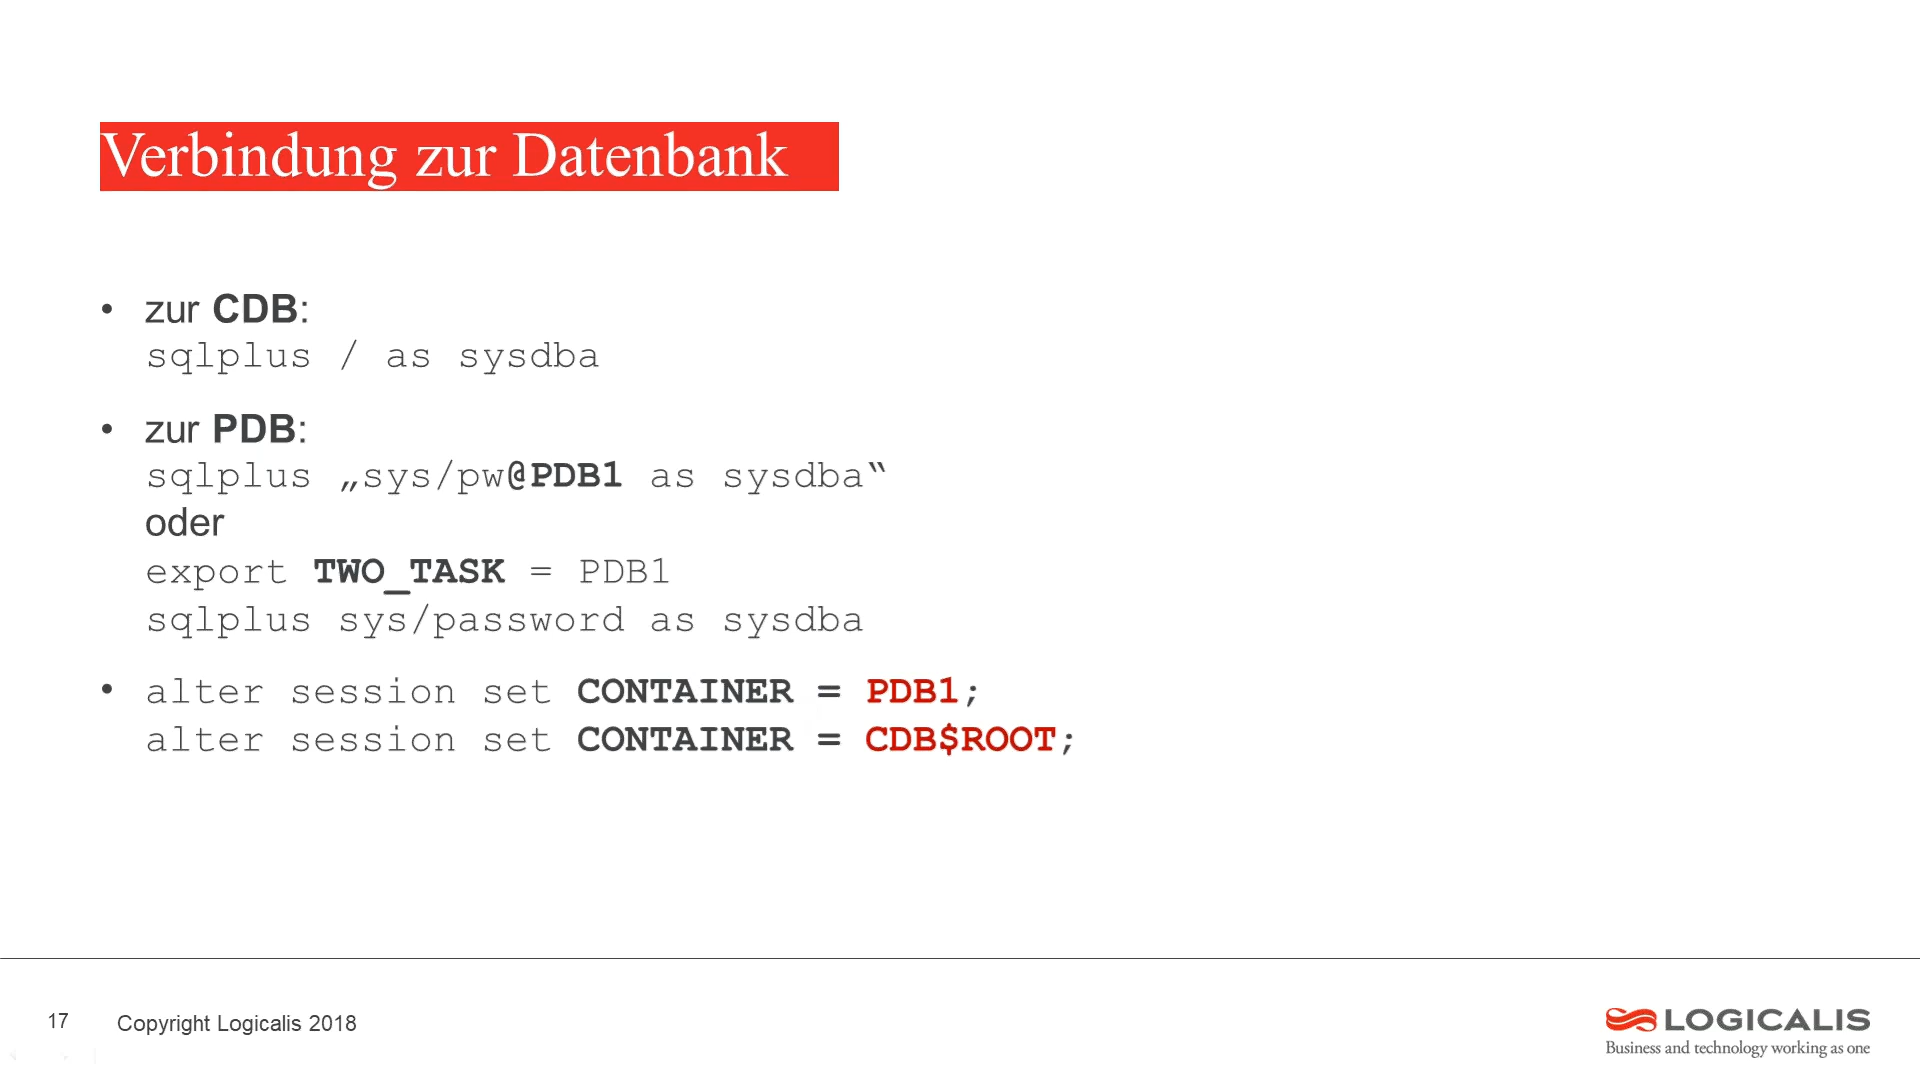 Verbindung zur Datenbank
• zur CDB:
sqlplus / as sysdba
• zur PDB:
sqlplus „sys/pw@PDB1 as sysdba‟
oder
export TWO_TASK = PDB1
sqlplus sys/password as sysdba
• alter session set CONTAINER = PDB1;
alter session set CONTAINER = CDB$ROOT;
17 Copyright Logicalis 2018
LOGICALIS
Business and technology working as one